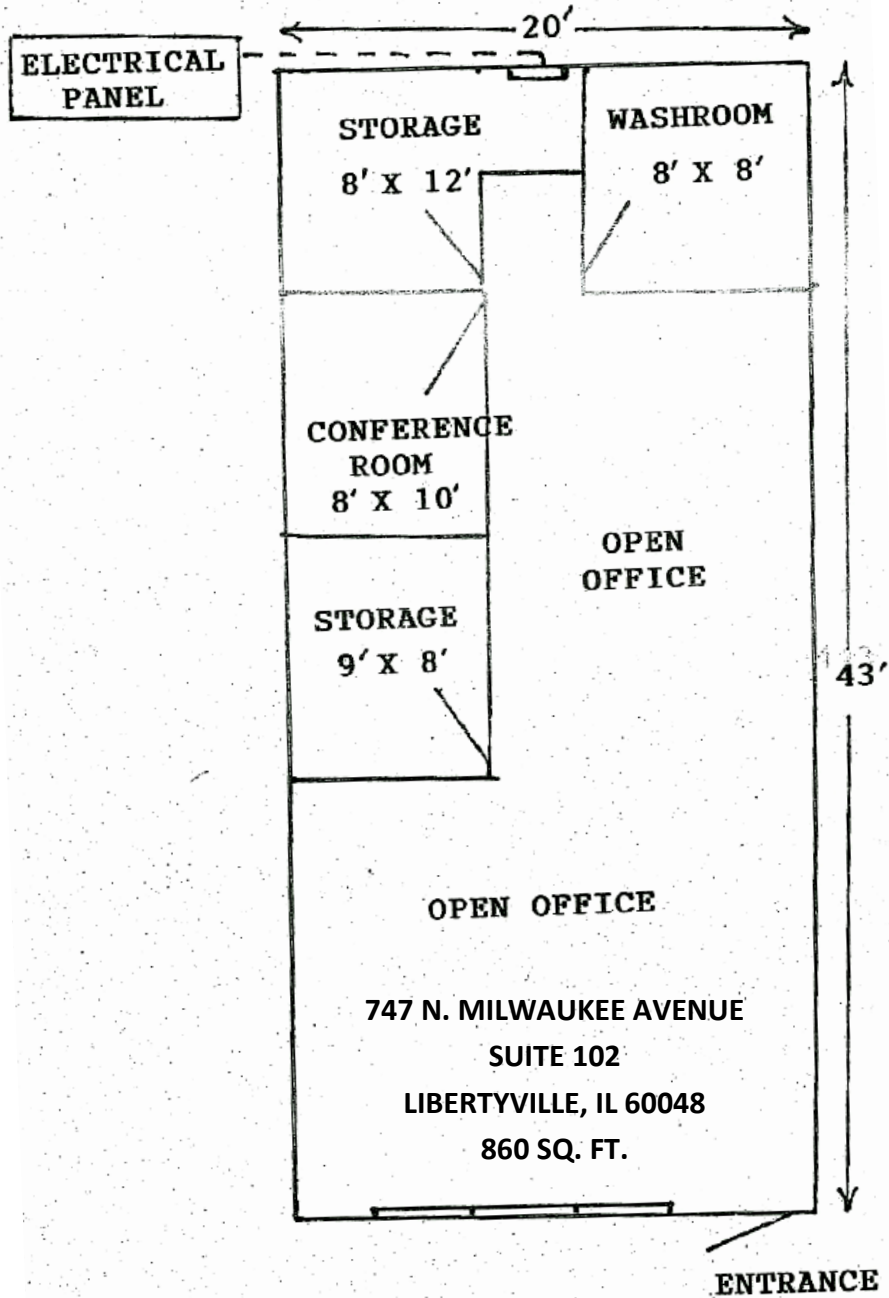 20'
ELECTRICAL
PANEL
STORAGE
8' X 12'
WASHROOM
8' X 8'
CONFERENCE
ROOM
8' X 10'
OPEN
OFFICE
STORAGE
9' X 8'
43'
OPEN OFFICE
747 N. MILWAUKEE AVENUE
SUITE 102
LIBERTYVILLE, IL 60048
860 SQ. FT.
ENTRANCE